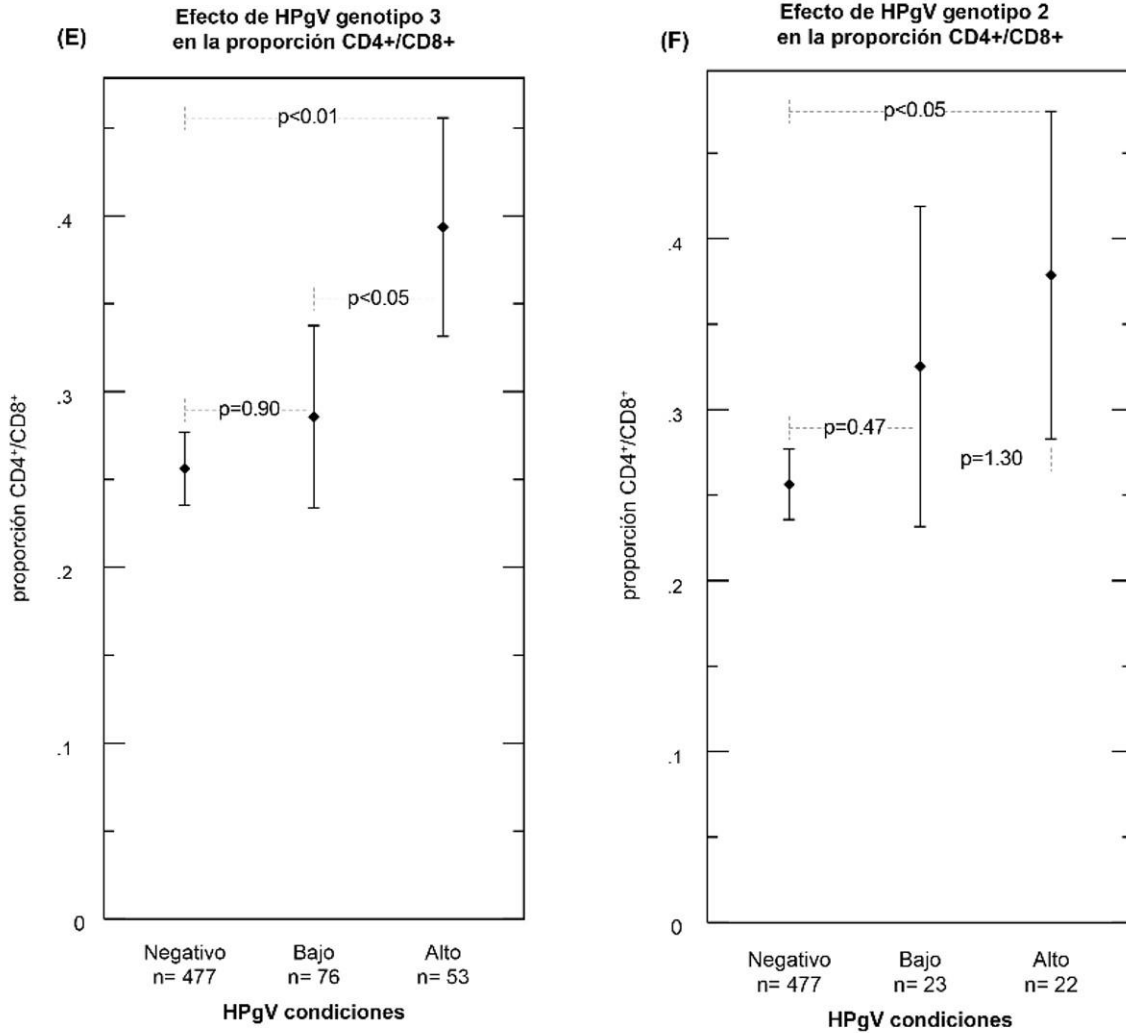 (E)
Efecto de HPgV genotipo 3
en la proporción CD4+/CD8+
p<0.01
p<0.05
p=0.90
.4
.3
.2
.1
0
proporción CD4⁺/CD8⁺
Negativo Bajo Alto
n= 477 n= 76 n= 53
HPgV condiciones
(F)
Efecto de HPgV genotipo 2
en la proporción CD4+/CD8+
p<0.05
p=0.47
p=1.30
.4
.3
.2
.1
0
proporción CD4⁺/CD8⁺
Negativo Bajo Alto
n= 477 n= 23 n= 22
HPgV condiciones